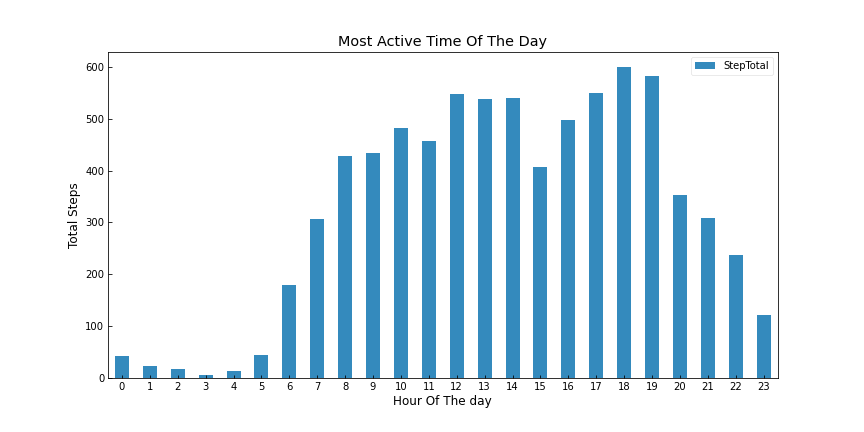 Most Active Time Of The Day
StepTotal
600
500
400
300
200
100
0
Total Steps
0 1 2 3 4 5 6 7 8 9 10 11 12 13 14 15 16 17 18 19 20 21 22 23
Hour Of The day